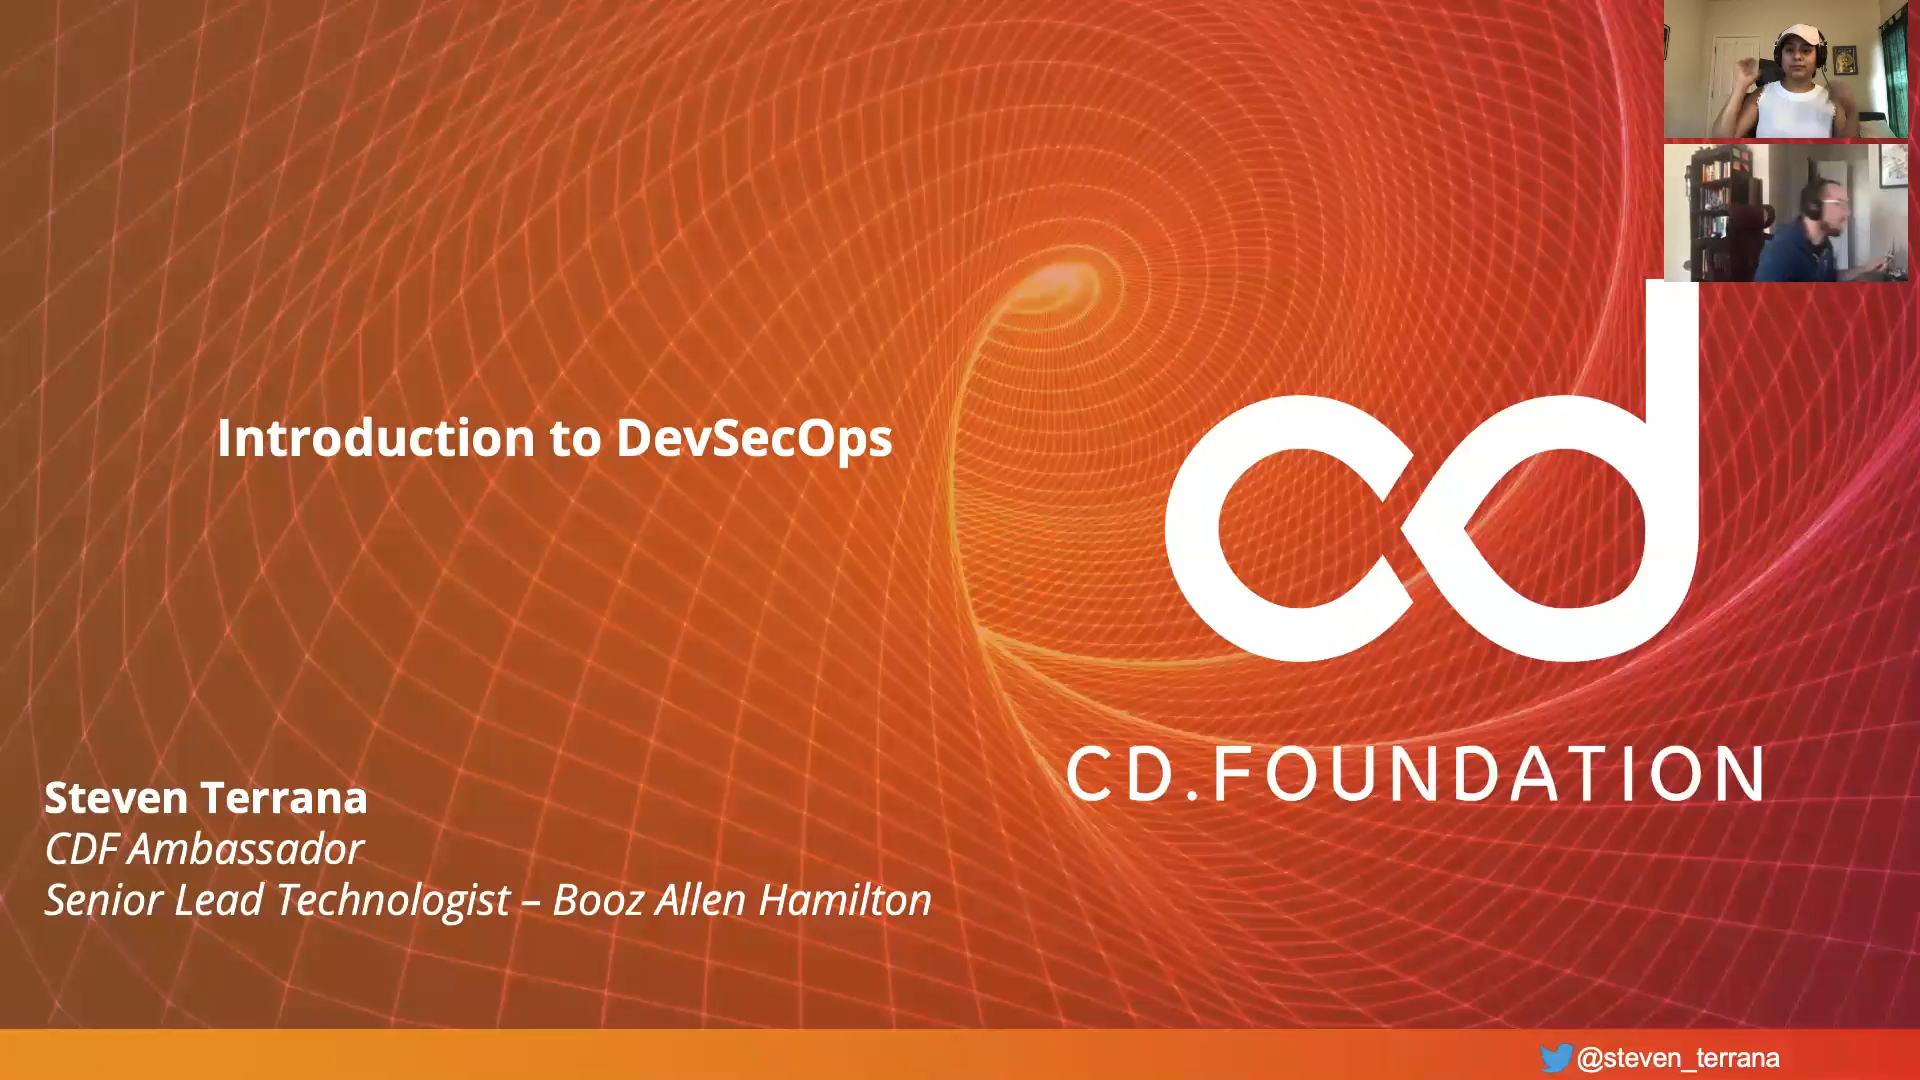 Introduction to DevSecOps
cd
CD.FOUNDATION
Steven Terrana
CDF Ambassador
Senior Lead Technologist – Booz Allen Hamilton
@steven_terrana